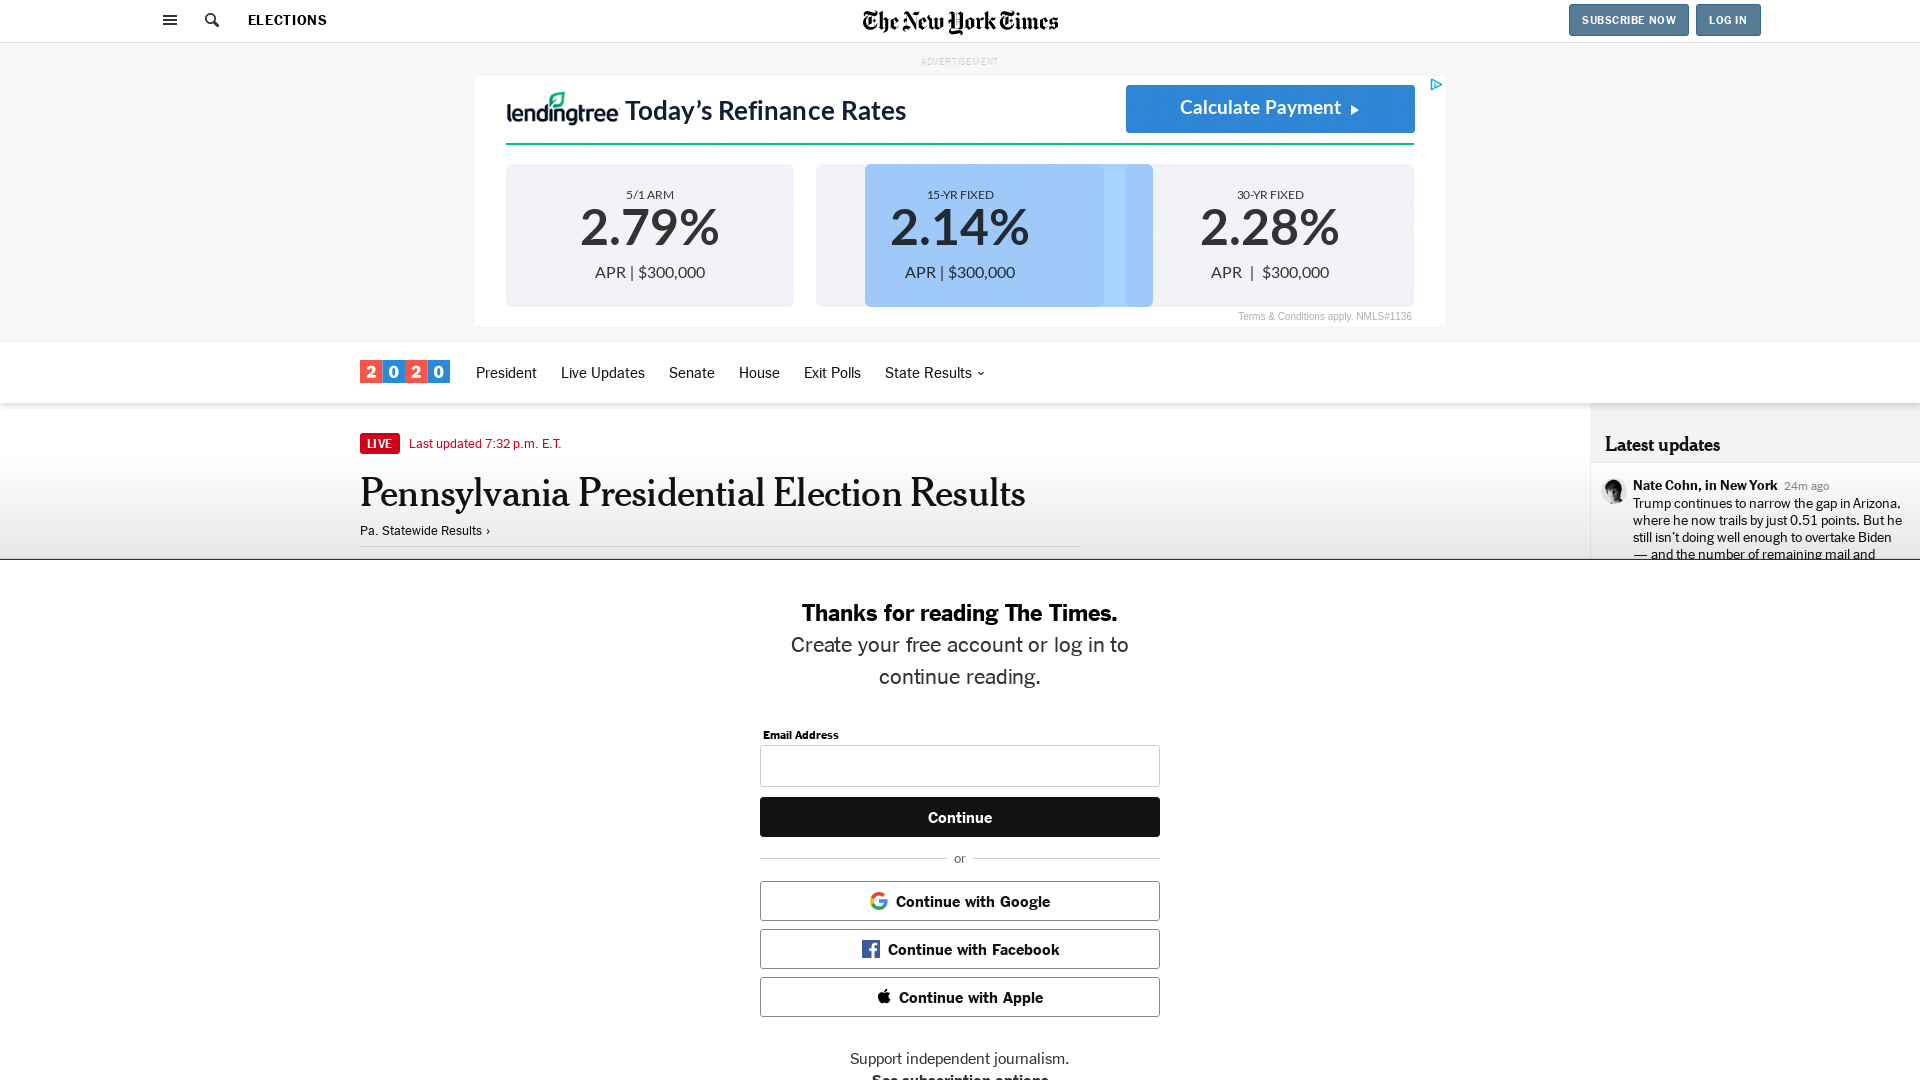 ELECTIONS
The New York Times
SUBSCRIBE NOW
LOG IN
ADVERTISEMENT
lendingtree Today's Refinance Rates
Calculate Payment
5/1 ARM
2.79%
APR | $300,000
15-YR FIXED
2.14%
APR | $300,000
30-YR FIXED
2.28%
APR | $300,000
Terms & Conditions apply. NMLS#1136
2020
President
Live Updates
Senate
House
Exit Polls
State Results
LIVE Last updated 7:32 p.m. E.T.
Pennsylvania Presidential Election Results
Pa. Statewide Results ›
Latest updates
Nate Cohn, in New York 24m ago
Trump continues to narrow the gap in Arizona,
where he now trails by just 0.51 points. But he
still isn't doing well enough to overtake Biden
— and the number of remaining mail and
Thanks for reading The Times.
Create your free account or log in to
continue reading.
Email Address
Continue
or
Continue with Google
Continue with Facebook
Continue with Apple
Support independent journalism.
See subscription options